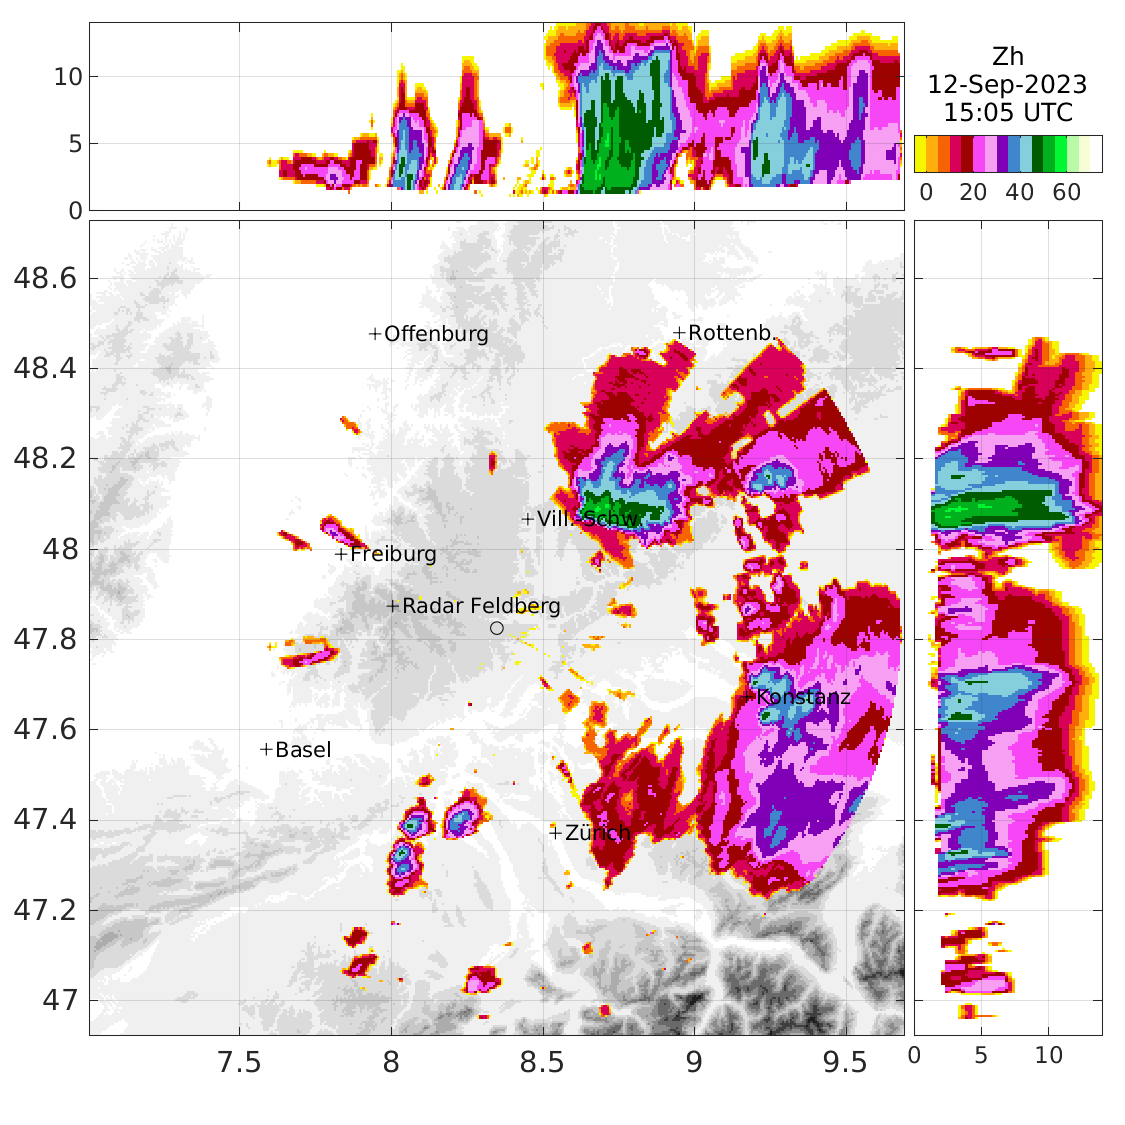 10
5
0
Zh
12-Sep-2023
15:05 UTC
0 20 40 60
48.6
48.4
48.2
48
47.8
47.6
47.4
47.2
47
+Offenburg
+Rottenb.
+Vill.-Schw.
+Freiburg
+Radar Feldberg
+Konstanz
+Basel
+Zürich
7.5 8 8.5 9 9.5
0 5 10